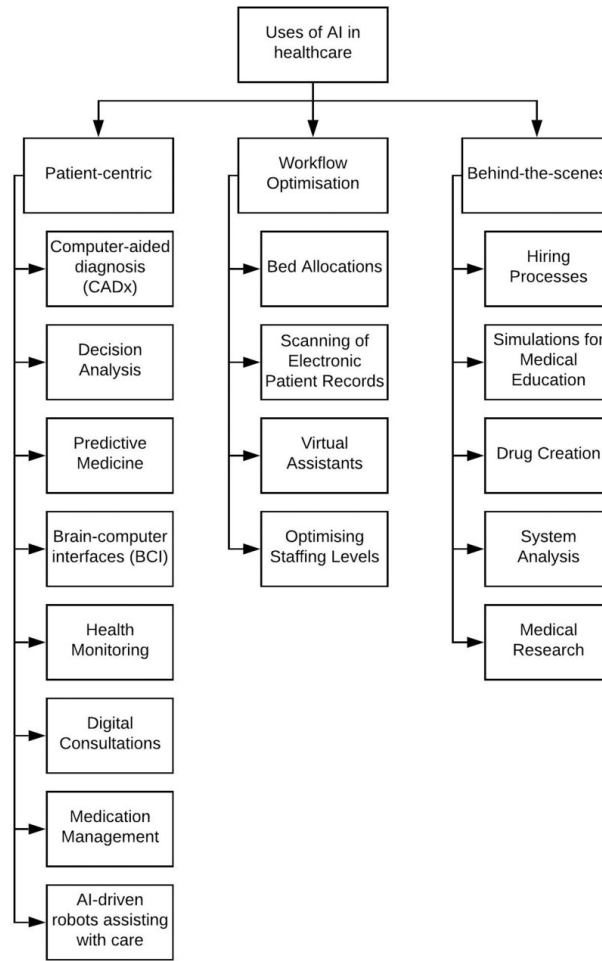 Uses of AI in
healthcare
Patient-centric
Computer-aided
diagnosis
(CADx)
Decision
Analysis
Predictive
Medicine
Brain-computer
interfaces (BCI)
Health
Monitoring
Digital
Consultations
Medication
Management
AI-driven
robots assisting
with care
Workflow
Optimisation
Bed Allocations
Scanning of
Electronic
Patient Records
Virtual
Assistants
Optimising
Staffing Levels
Behind-the-scenes
Hiring
Processes
Simulations for
Medical
Education
Drug Creation
System
Analysis
Medical
Research